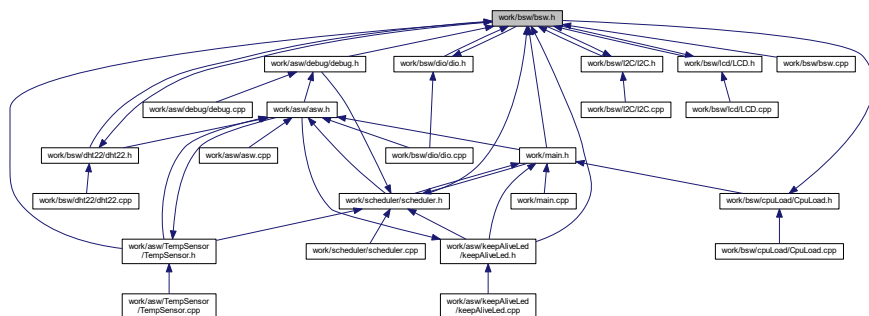 work/bsw/bsw.h
work/asw/debug/debug.h
work/bsw/dio/dio.h
work/bsw/I2C/I2C.h
work/bsw/lcd/LCD.h
work/bsw/bsw.cpp
work/asw/debug/debug.cpp
work/asw/asw.h
work/bsw/I2C/I2C.cpp
work/bsw/lcd/LCD.cpp
work/bsw/dht22/dht22.h
work/asw/asw.cpp
work/bsw/dio/dio.cpp
work/main.h
work/bsw/dht22/dht22.cpp
work/scheduler/scheduler.h
work/main.cpp
work/bsw/cpuLoad/CpuLoad.h
work/asw/TempSensor
/TempSensor.h
work/scheduler/scheduler.cpp
work/asw/keepAliveLed
/keepAliveLed.h
work/bsw/cpuLoad/CpuLoad.cpp
work/asw/TempSensor
/TempSensor.cpp
work/asw/keepAliveLed
/keepAliveLed.cpp